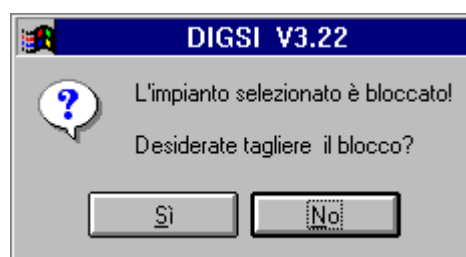 DIGSI V3.22
L'impianto selezionato è bloccato!
Desiderate tagliere il blocco?
Sì
No